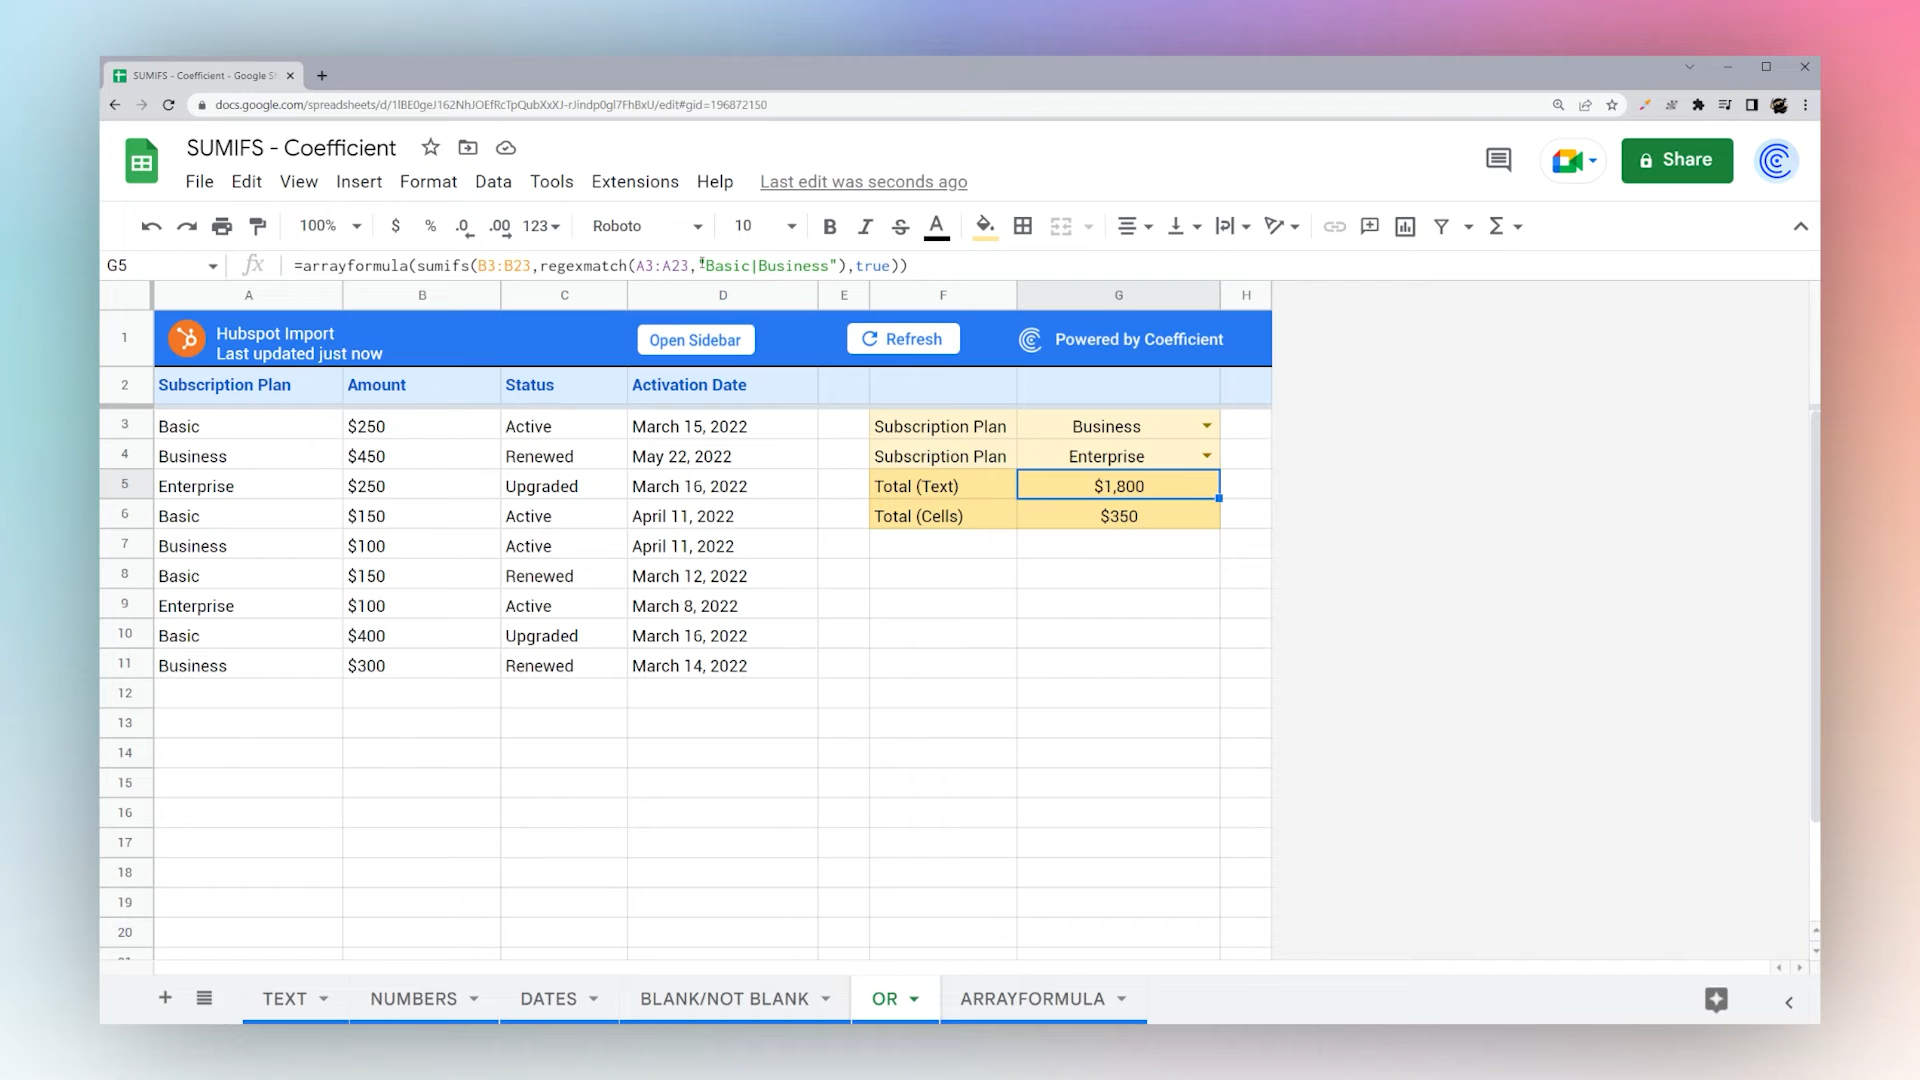 SUMIFS - Coefficient - Google S
docs.google.com/spreadsheets/d/1lBE0geJ162NhJOEfRcTpQubXxXJ-rJindp0gl7FhBxU/edit#gid=196872150
SUMIFS - Coefficient
Share
File Edit View Insert Format Data Tools Extensions Help Last edit was seconds ago
100% $ % .0 .00 123 Roboto 10 B I S A Σ
G5 fx =arrayformula(sumifs(B3:B23,regexmatch(A3:A23,"Basic|Business"),true))
A B C D E F G H
1 Hubspot Import Open Sidebar Refresh Powered by Coefficient
Last updated just now
2 Subscription Plan Amount Status Activation Date
3 Basic $250 Active March 15, 2022 Subscription Plan Business
4 Business $450 Renewed May 22, 2022 Subscription Plan Enterprise
5 Enterprise $250 Upgraded March 16, 2022 Total (Text) $1,800
6 Basic $150 Active April 11, 2022 Total (Cells) $350
7 Business $100 Active April 11, 2022
8 Basic $150 Renewed March 12, 2022
9 Enterprise $100 Active March 8, 2022
10 Basic $400 Upgraded March 16, 2022
11 Business $300 Renewed March 14, 2022
12
13
14
15
16
17
18
19
20
TEXT NUMBERS DATES BLANK/NOT BLANK OR ARRAYFORMULA